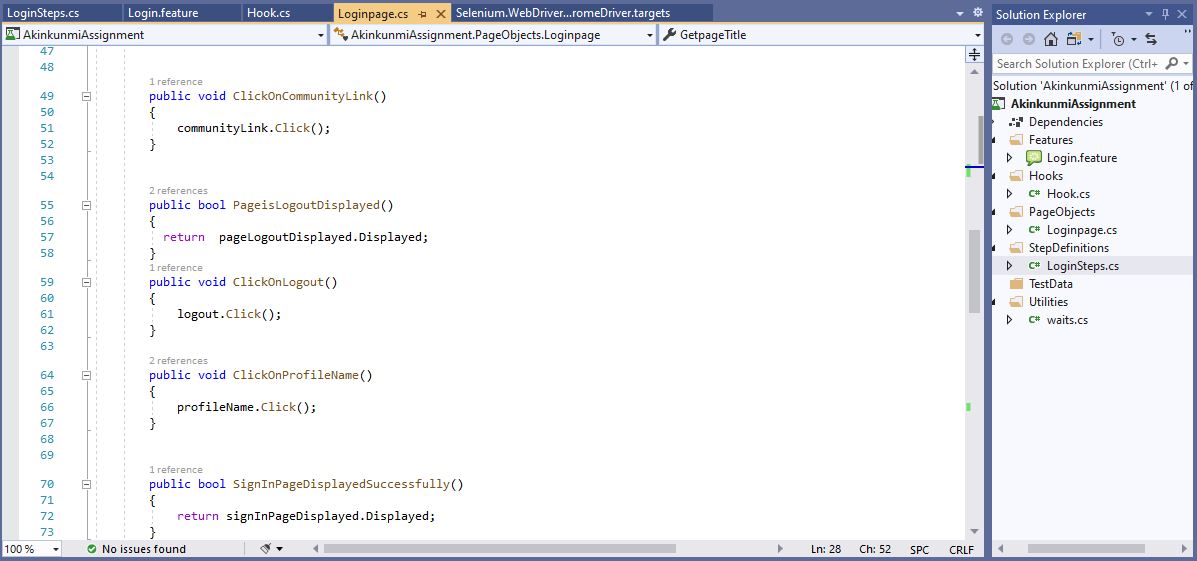 LoginSteps.cs Login.feature Hook.cs Loginpage.cs Selenium.WebDriver...romeDriver.targets
AkinkunmiAssignment AkinkunmiAssignment.PageObjects.Loginpage GetpageTitle
47
48
1 reference
49 public void ClickOnCommunityLink()
50 {
51 communityLink.Click();
52 }
53
54
2 references
55 public bool PageisLogoutDisplayed()
56 {
57 return pageLogoutDisplayed.Displayed;
58 }
1 reference
59 public void ClickOnLogout()
60 {
61 logout.Click();
62 }
63
2 references
64 public void ClickOnProfileName()
65 {
66 profileName.Click();
67 }
68
69
1 reference
70 public bool SignInPageDisplayedSuccessfully()
71 {
72 return signInPageDisplayed.Displayed;
73 }
100 % No issues found Ln: 28 Ch: 52 SPC CRLF
Solution Explorer
Search Solution Explorer (Ctrl+
Solution 'AkinkunmiAssignment' (1 of
AkinkunmiAssignment
Dependencies
Features
Login.feature
Hooks
C# Hook.cs
PageObjects
C# Loginpage.cs
StepDefinitions
C# LoginSteps.cs
TestData
Utilities
C# waits.cs